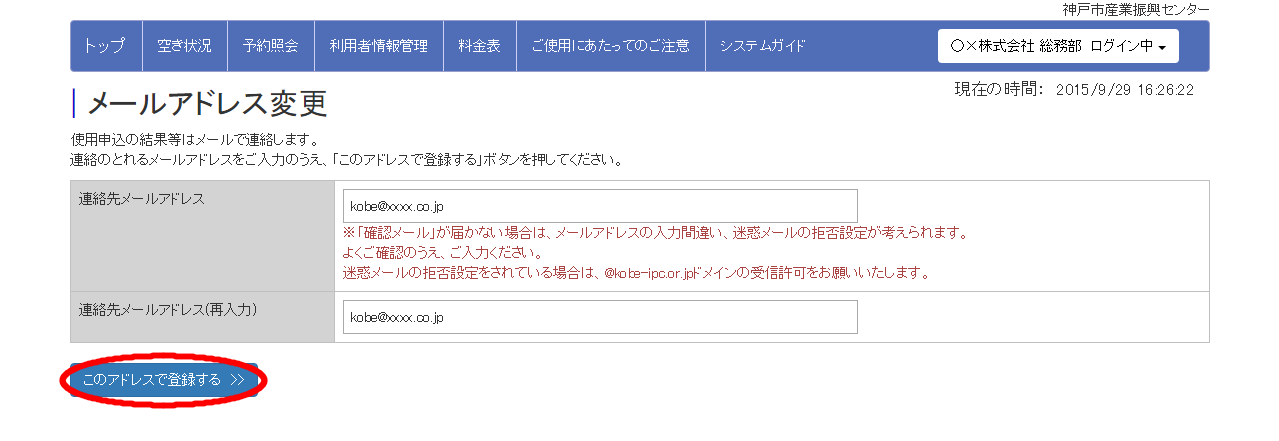 神戸市産業振興センター
トップ 空き状況 予約照会 利用者情報管理 料金表 ご使用にあたってのご注意 システムガイド 〇×株式会社 総務部 ログイン中
現在の時間： 2015/9/29 16:26:22
メールアドレス変更
使用申込の結果等はメールで連絡します。
連絡のとれるメールアドレスをご入力のうえ、「このアドレスで登録する」ボタンを押してください。
連絡先メールアドレス
kobe@xxxx.co.jp
※「確認メール」が届かない場合は、メールアドレスの入力間違い、迷惑メールの拒否設定が考えられます。
よくご確認のうえ、ご入力ください。
迷惑メールの拒否設定をされている場合は、@kobe-ipc.or.jpドメインの受信許可をお願いいたします。
連絡先メールアドレス(再入力)
kobe@xxxx.co.jp
このアドレスで登録する >>